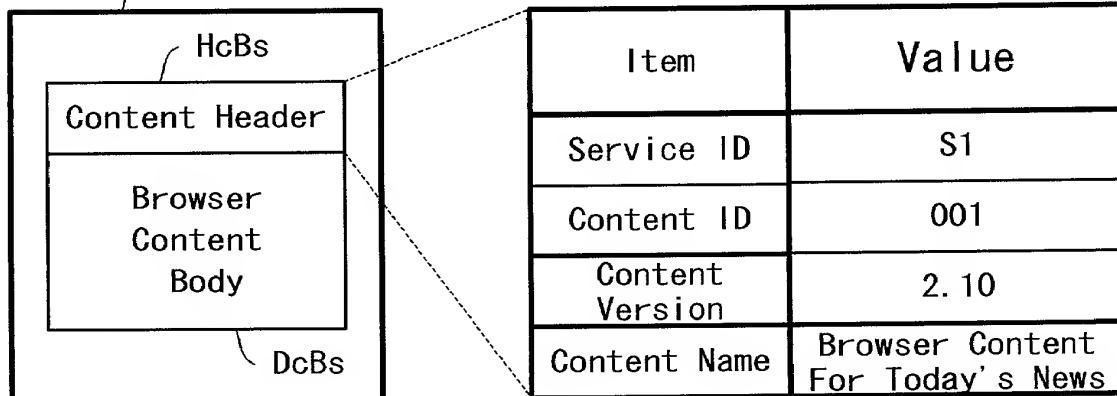 HcBs
Content Header
Browser
Content
Body
DcBs
Item Value
Service ID S1
Content ID 001
Content
Version
2.10
Content Name
Browser Content
For Today's News